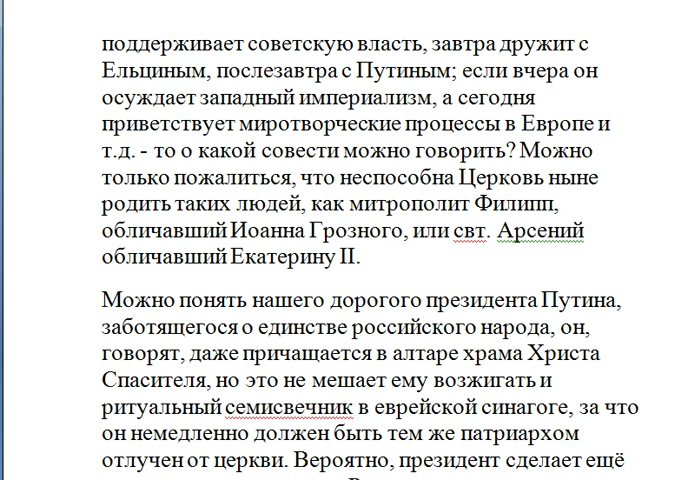 поддерживает советскую власть, завтра дружит с
Ельциным, послезавтра с Путиным; если вчера он
осуждает западный империализм, а сегодня
приветствует миротворческие процессы в Европе и
т.д. - то о какой совести можно говорить? Можно
только пожалиться, что неспособна Церковь ныне
родить таких людей, как митрополит Филипп,
обличавший Иоанна Грозного, или свт. Арсений
обличавший Екатерину II.
Можно понять нашего дорогого президента Путина,
заботящегося о единстве российского народа, он,
говорят, даже причащается в алтаре храма Христа
Спасителя, но это не мешает ему возжигать и
ритуальный семисвечник в еврейской синагоге, за что
он немедленно должен быть тем же патриархом
отлучен от церкви. Вероятно, президент сделает ещё